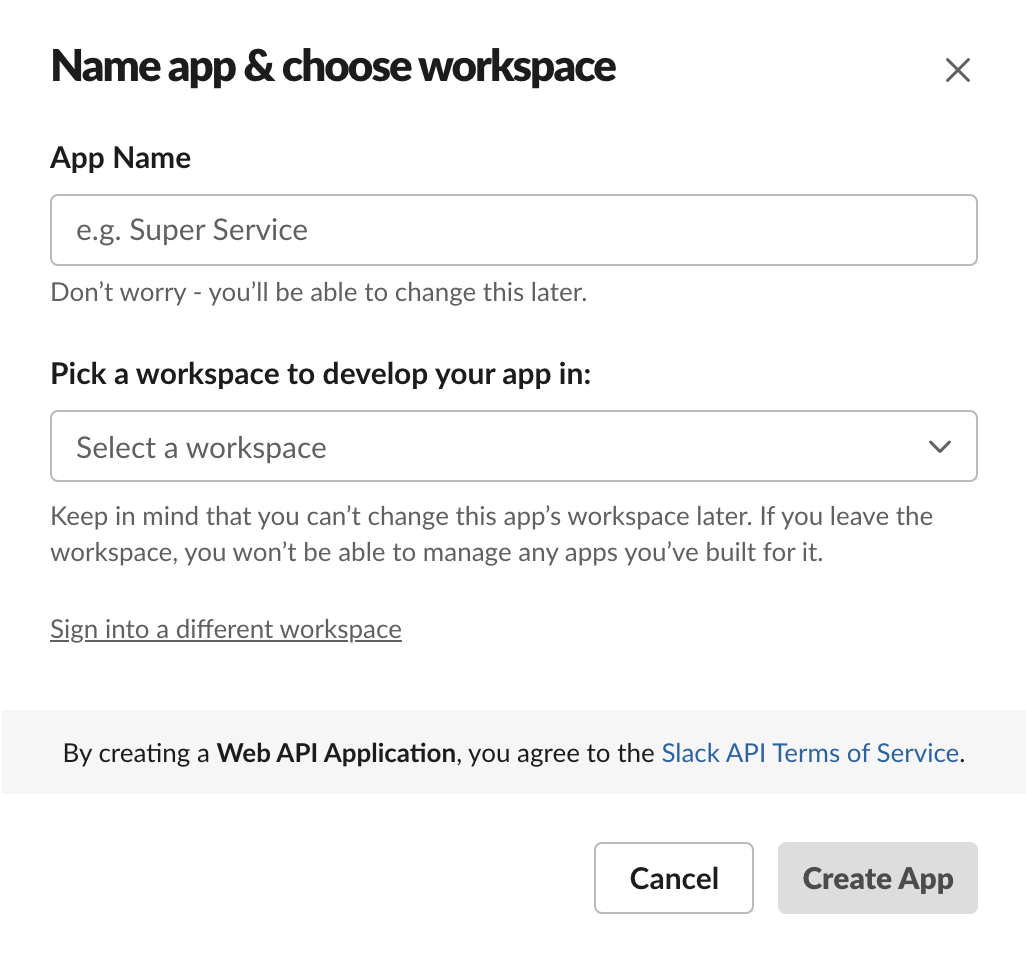 Name app & choose workspace
App Name
e.g. Super Service
Don’t worry - you’ll be able to change this later.
Pick a workspace to develop your app in:
Select a workspace
Keep in mind that you can’t change this app’s workspace later. If you leave the
workspace, you won’t be able to manage any apps you’ve built for it.
Sign into a different workspace
By creating a Web API Application, you agree to the Slack API Terms of Service.
Cancel
Create App